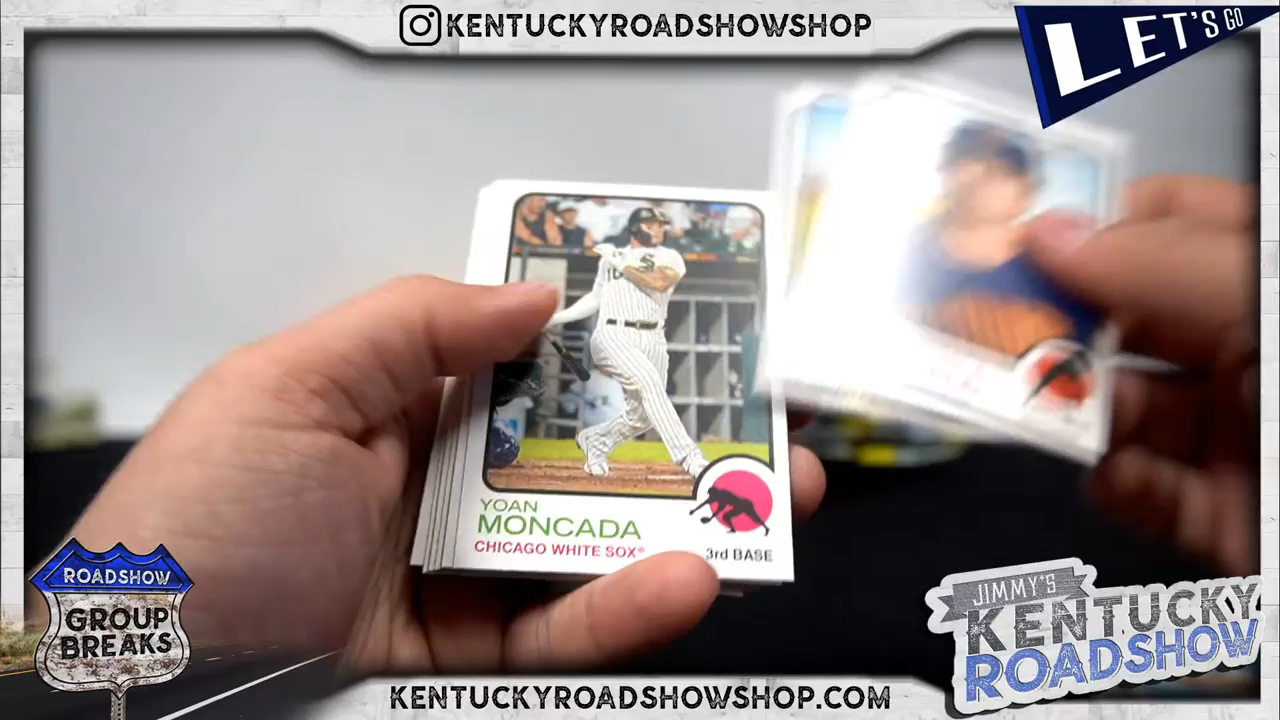 KENTUCKYROADSHOWSHOP
LET'S GO
YOAN
MONCADA
CHICAGO WHITE SOX®
3rd BASE
ROADSHOW
GROUP
BREAKS
JIMMY'S
KENTUCKY
ROADSHOW
KENTUCKYROADSHOWSHOP.COM